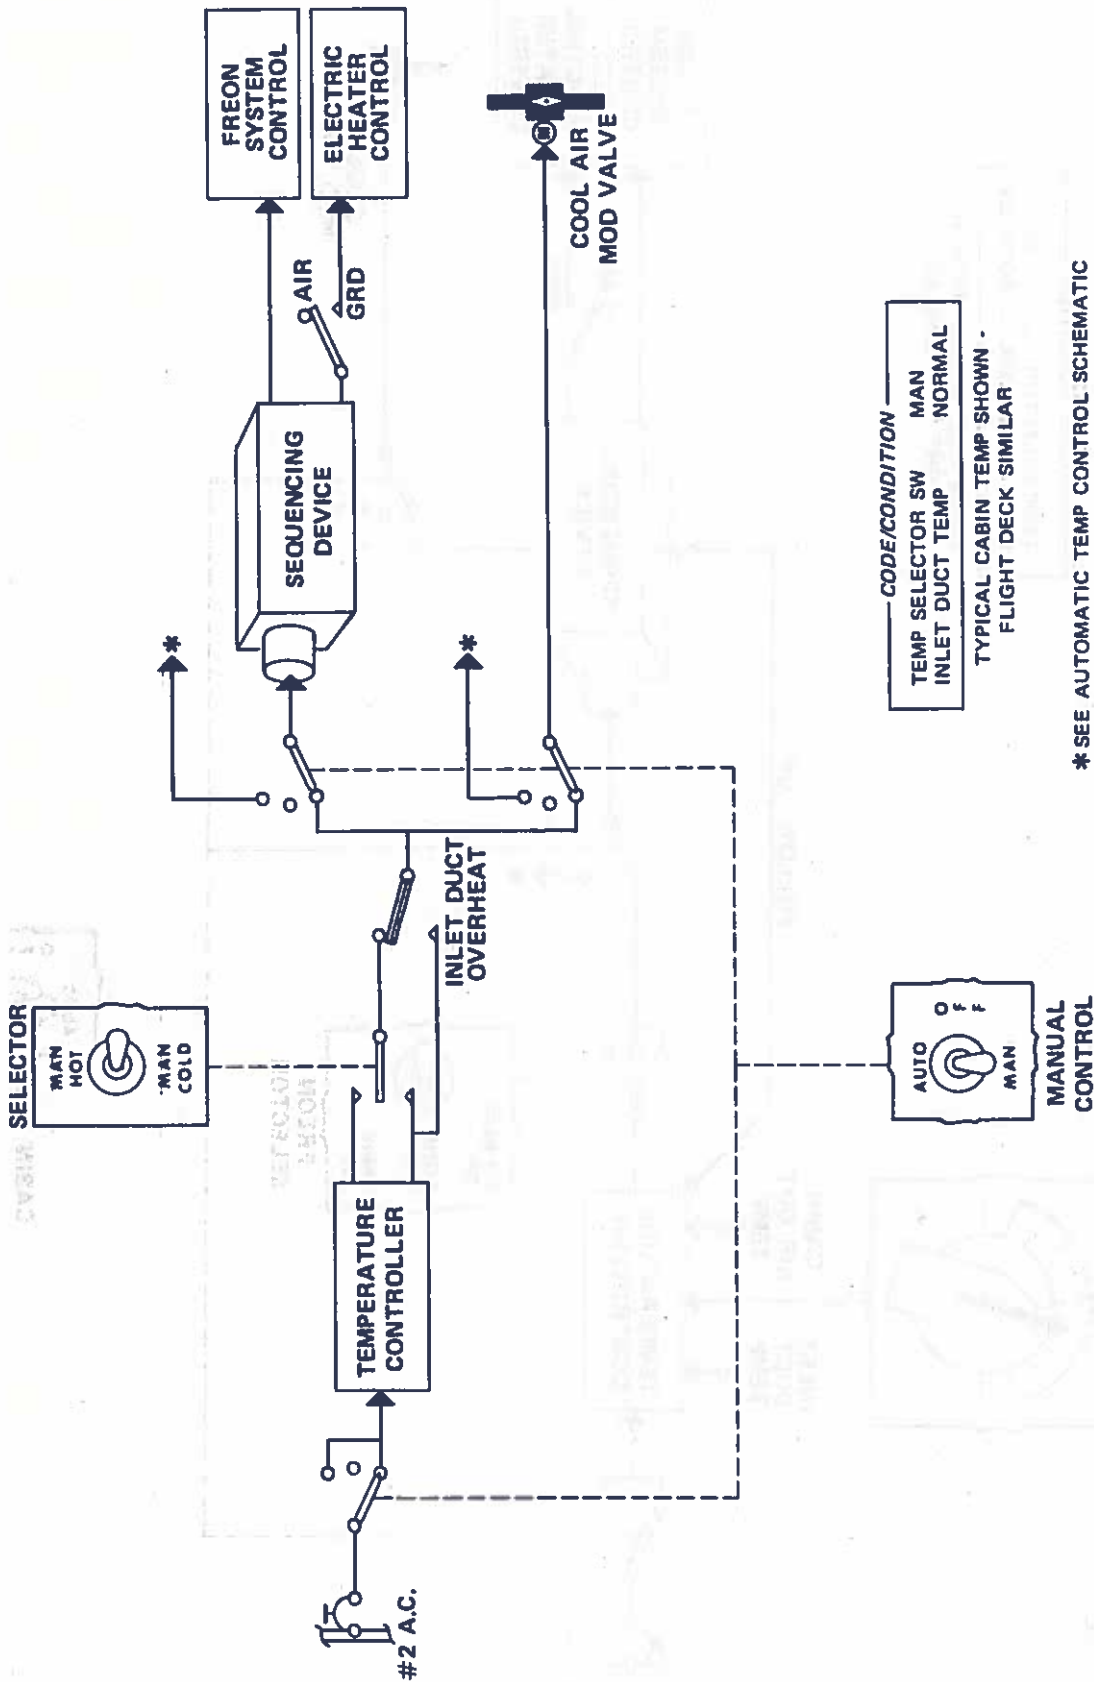 SELECTOR
MAN
HOT
MAN
COLD
FREON
SYSTEM
CONTROL
ELECTRIC
HEATER
CONTROL
AIR
GRD
SEQUENCING
DEVICE
*
*
COOL AIR
MOD VALVE
INLET DUCT
OVERHEAT
TEMPERATURE
CONTROLLER
#2 A.C.
AUTO
OFF
MAN
MANUAL
CONTROL
CODE/CONDITION
TEMP SELECTOR SW MAN
INLET DUCT TEMP NORMAL
TYPICAL CABIN TEMP SHOWN -
FLIGHT DECK SIMILAR
* SEE AUTOMATIC TEMP CONTROL SCHEMATIC